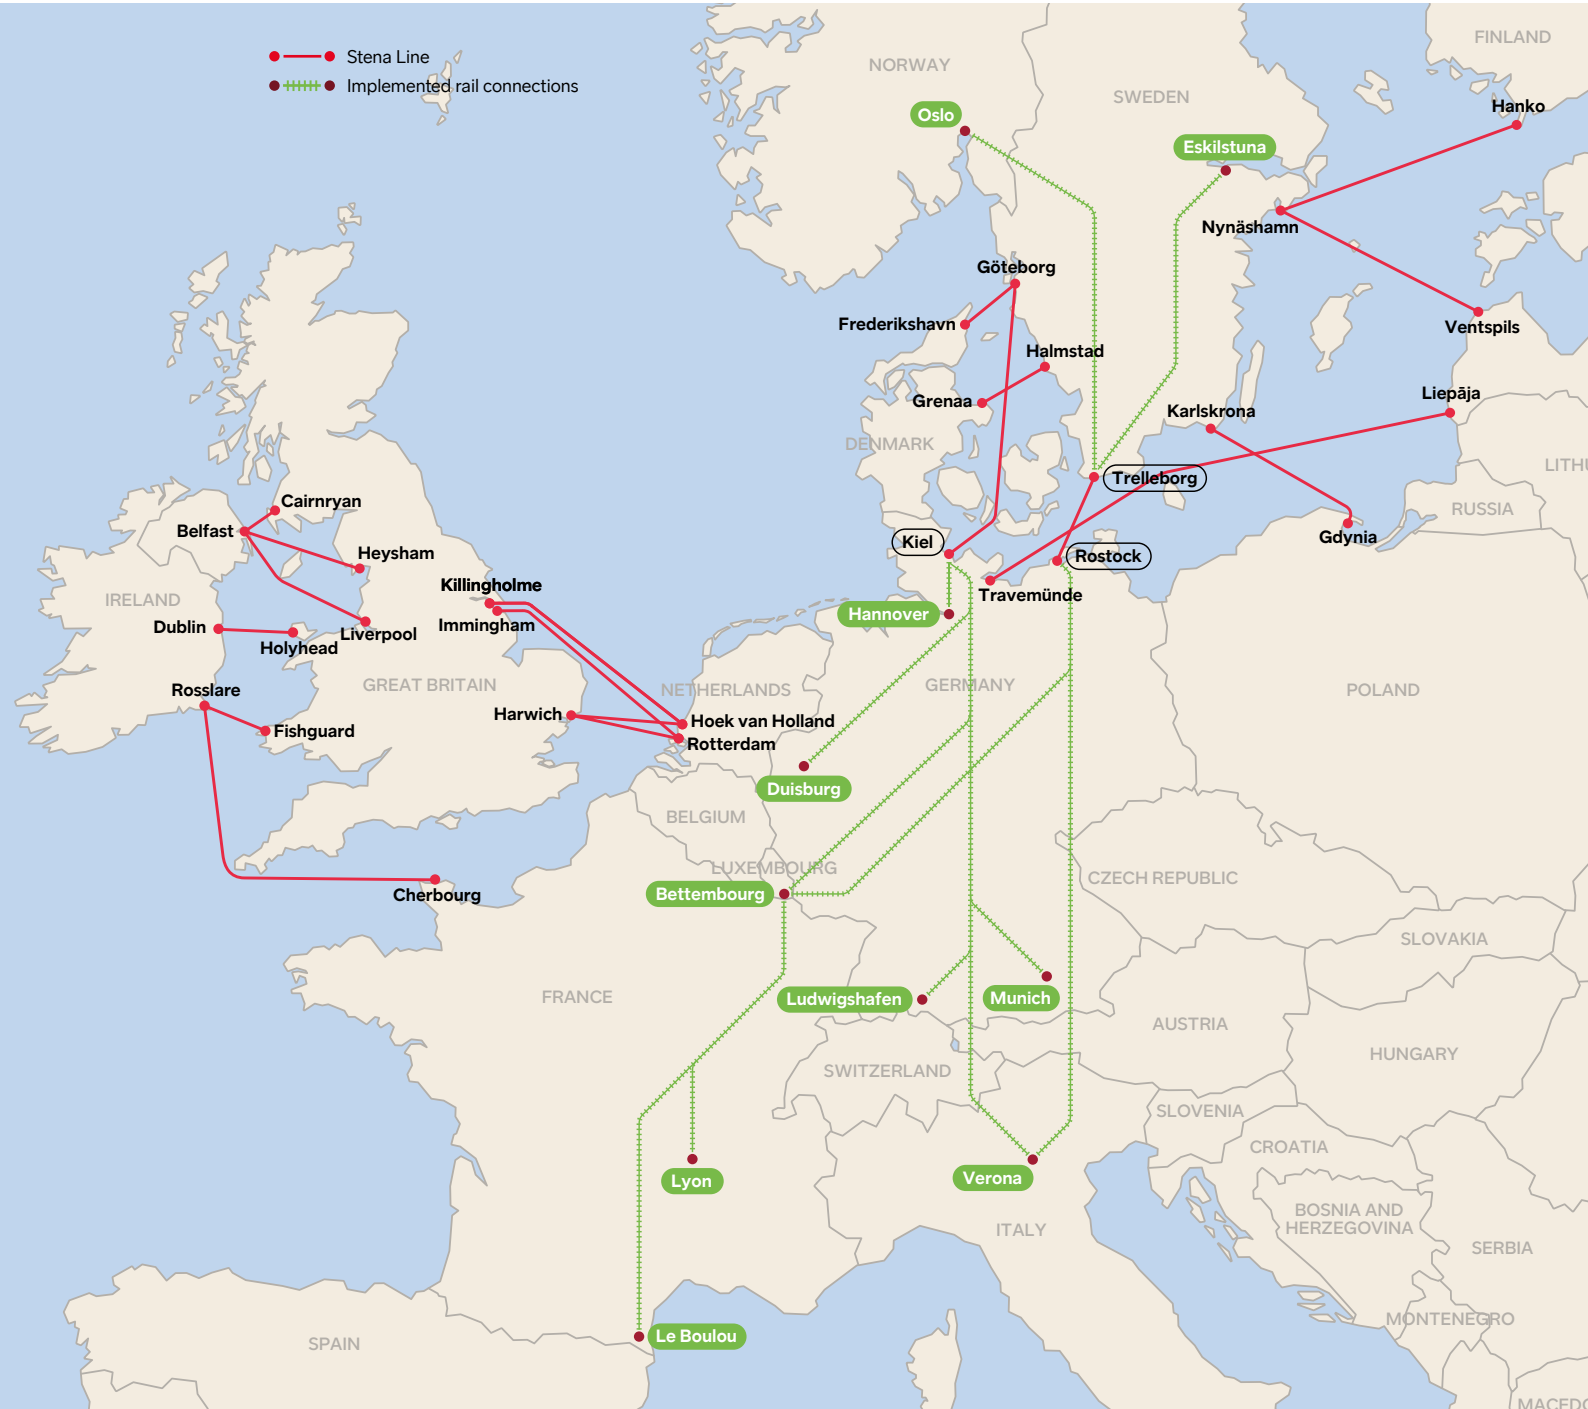 Stena Line
Implemented rail connections
FINLAND
NORWAY
SWEDEN
Hanko
Oslo
Eskilstuna
Nynäshamn
Göteborg
Frederikshavn
Ventspils
Halmstad
Grenaa
Liepāja
Karlskrona
DENMARK
LITHU
Trelleborg
Cairnryan
RUSSIA
Belfast
Gdynia
Kiel
Heysham
Rostock
Killingholme
Travemünde
IRELAND
Hannover
Dublin
Immingham
Liverpool
Holyhead
GREAT BRITAIN
NETHERLANDS
GERMANY
POLAND
Rosslare
Harwich
Hoek van Holland
Fishguard
Rotterdam
Duisburg
BELGIUM
LUXEMBOURG
CZECH REPUBLIC
Bettembourg
Cherbourg
SLOVAKIA
FRANCE
Ludwigshafen
Munich
AUSTRIA
HUNGARY
SWITZERLAND
SLOVENIA
CROATIA
Lyon
Verona
BOSNIA AND
HERZEGOVINA
ITALY
SERBIA
MONTENEGRO
Le Boulou
SPAIN
MACEDO